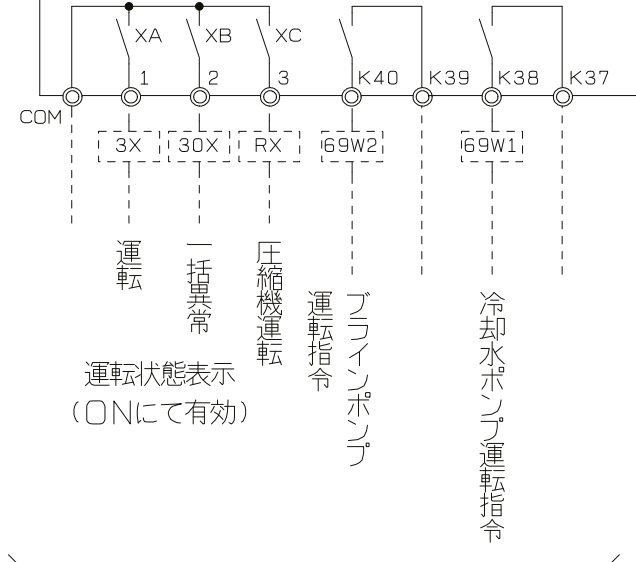 XA
XB
XC
1
2
3
K40
K39
K38
K37
COM
3X
30X
RX
69W2
69W1
運転
一括異常
圧縮機運転
運転状態表示
(ONにて有効)
ブラインポンプ
運転指令
冷却水ポンプ運転指令